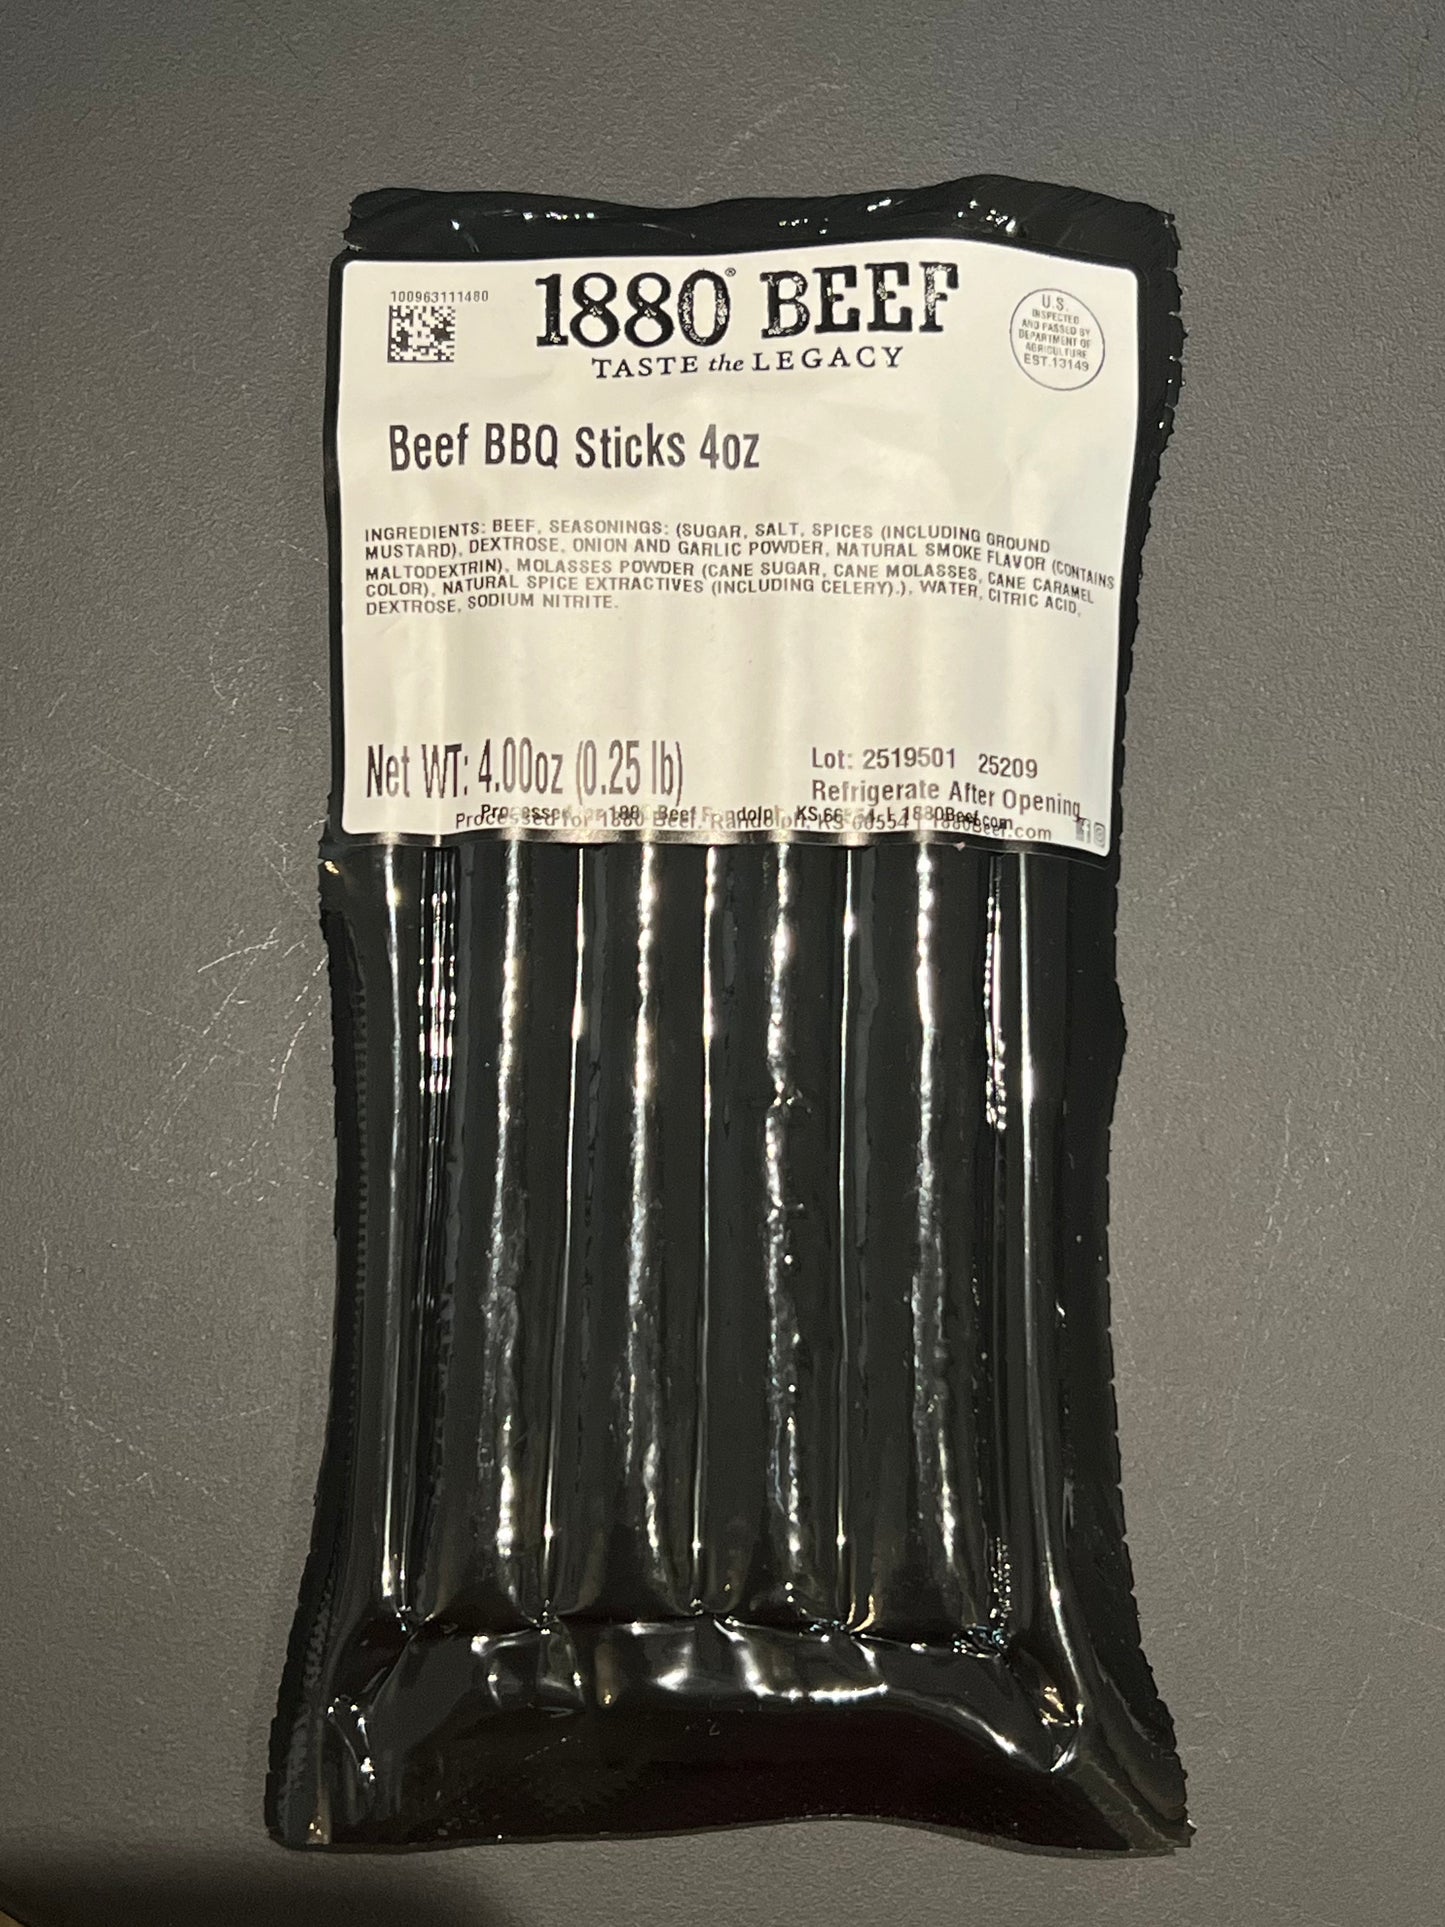 100963111480
1880® BEEF
TASTE the LEGACY
U.S.
INSPECTED
AND PASSED BY
DEPARTMENT OF
AGRICULTURE
EST.13149
Beef BBQ Sticks 4oz
INGREDIENTS: BEEF, SEASONINGS: (SUGAR, SALT, SPICES (INCLUDING GROUND
MUSTARD), DEXTROSE, ONION AND GARLIC POWDER, NATURAL SMOKE FLAVOR (CONTAINS
MALTODEXTRIN), MOLASSES POWDER (CANE SUGAR, CANE MOLASSES, CANE CARAMEL
COLOR), NATURAL SPICE EXTRACTIVES (INCLUDING CELERY).), WATER, CITRIC ACID,
DEXTROSE, SODIUM NITRITE.
Net WT: 4.00oz (0.25 lb)
Lot: 2519501 25209
Refrigerate After Opening
Processed for 1880 Beef, Randolph, KS 66554 | 1880Beef.com